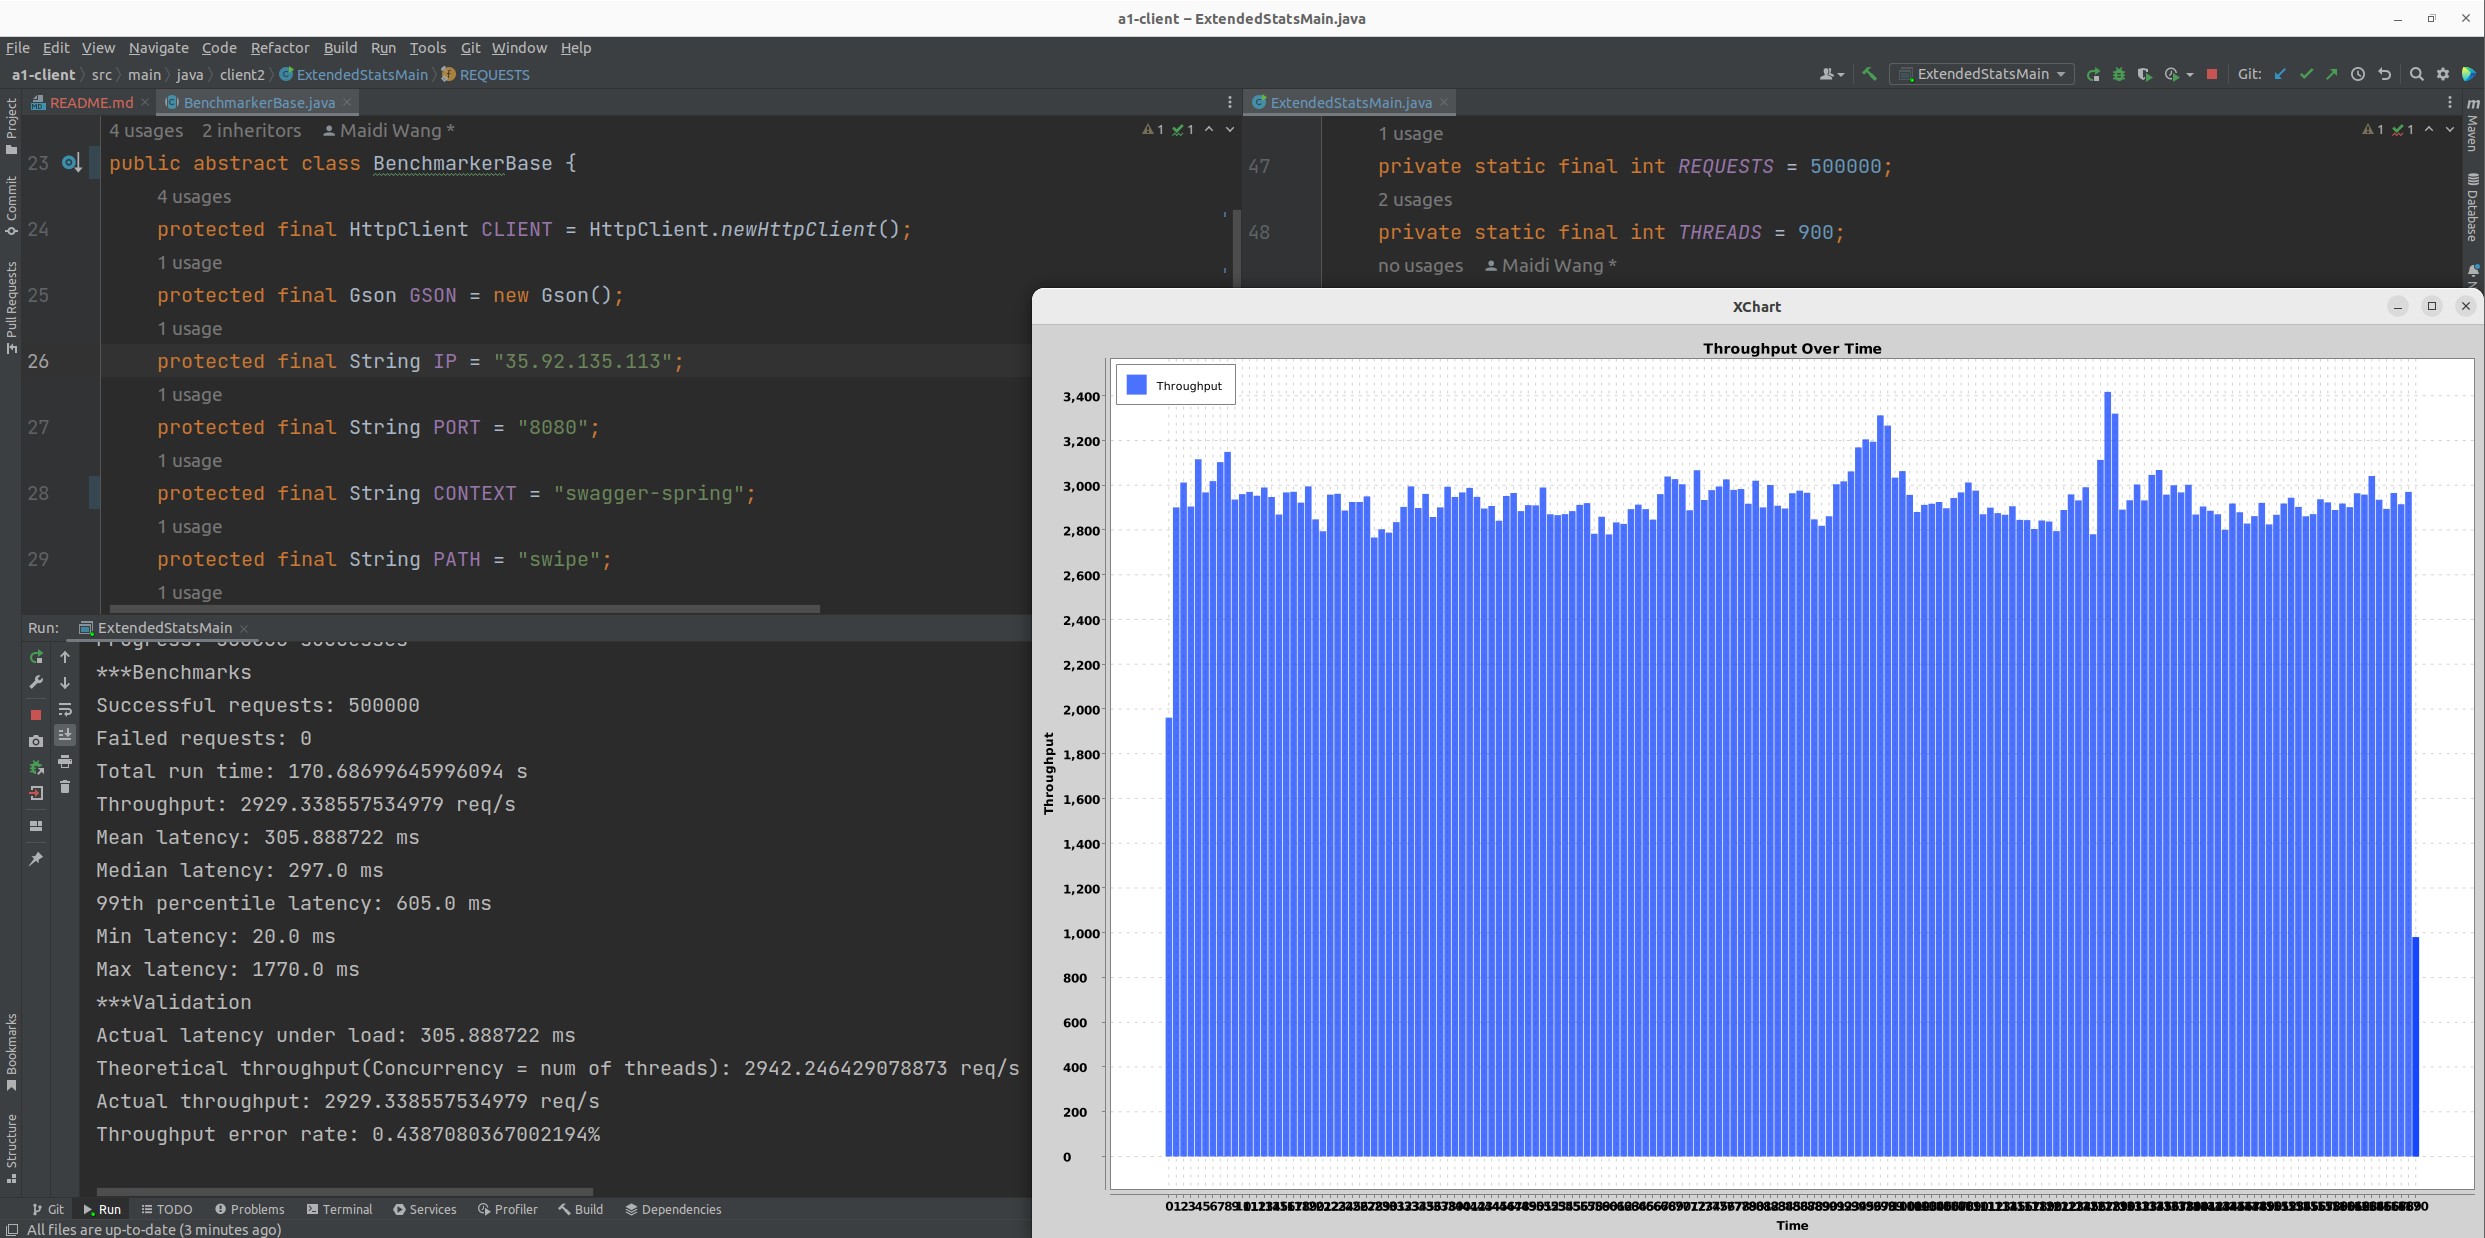 a1-client – ExtendedStatsMain.java
File Edit View Navigate Code Refactor Build Run Tools Git Window Help
a1-client src main java client2 ExtendedStatsMain REQUESTS
ExtendedStatsMain
Git:
README.md
BenchmarkerBase.java
ExtendedStatsMain.java
Project
Commit
Pull Requests
Bookmarks
Structure
Maven
Database
4 usages 2 inheritors Maidi Wang *
1 1
23 public abstract class BenchmarkerBase {
4 usages
24 protected final HttpClient CLIENT = HttpClient.newHttpClient();
1 usage
25 protected final Gson GSON = new Gson();
1 usage
26 protected final String IP = "35.92.135.113";
1 usage
27 protected final String PORT = "8080";
1 usage
28 protected final String CONTEXT = "swagger-spring";
1 usage
29 protected final String PATH = "swipe";
1 usage
1 usage
1 1
47 private static final int REQUESTS = 500000;
2 usages
48 private static final int THREADS = 900;
no usages Maidi Wang *
Run: ExtendedStatsMain
***Benchmarks
Successful requests: 500000
Failed requests: 0
Total run time: 170.68699645996094 s
Throughput: 2929.338557534979 req/s
Mean latency: 305.888722 ms
Median latency: 297.0 ms
99th percentile latency: 605.0 ms
Min latency: 20.0 ms
Max latency: 1770.0 ms
***Validation
Actual latency under load: 305.888722 ms
Theoretical throughput(Concurrency = num of threads): 2942.246429078873 req/s
Actual throughput: 2929.338557534979 req/s
Throughput error rate: 0.4387080367002194%
Git Run TODO Problems Terminal Services Profiler Build Dependencies
All files are up-to-date (3 minutes ago)
XChart
Throughput Over Time
Throughput
Throughput
3,400
3,200
3,000
2,800
2,600
2,400
2,200
2,000
1,800
1,600
1,400
1,200
1,000
800
600
400
200
0
Time